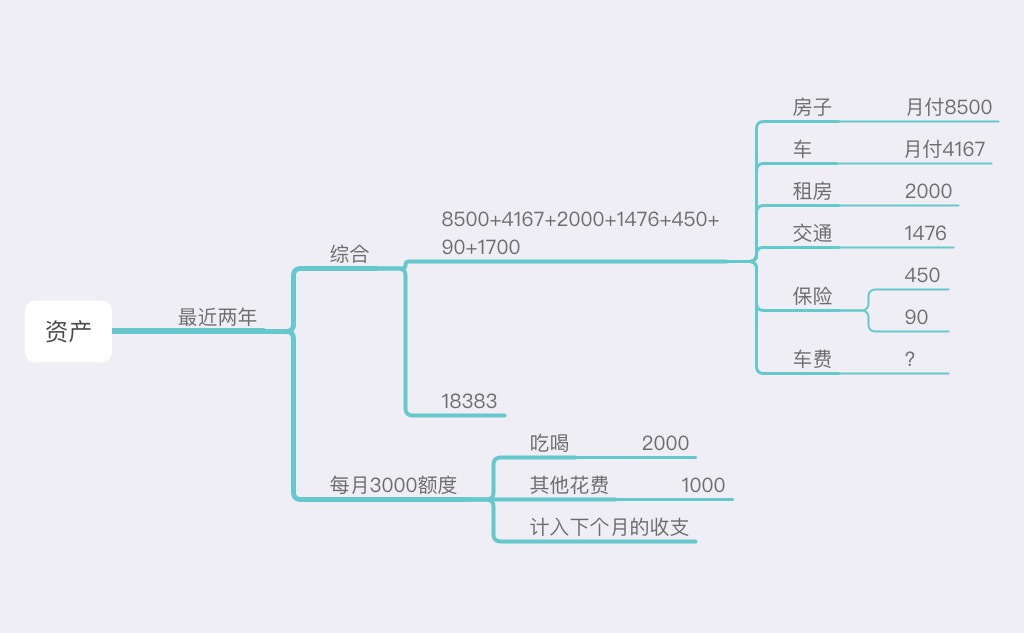 资产
最近两年
综合
8500+4167+2000+1476+450+
90+1700
房子
月付8500
车
月付4167
租房
2000
交通
1476
保险
450
90
车费
?
18383
每月3000额度
吃喝
2000
其他花费
1000
计入下个月的收支